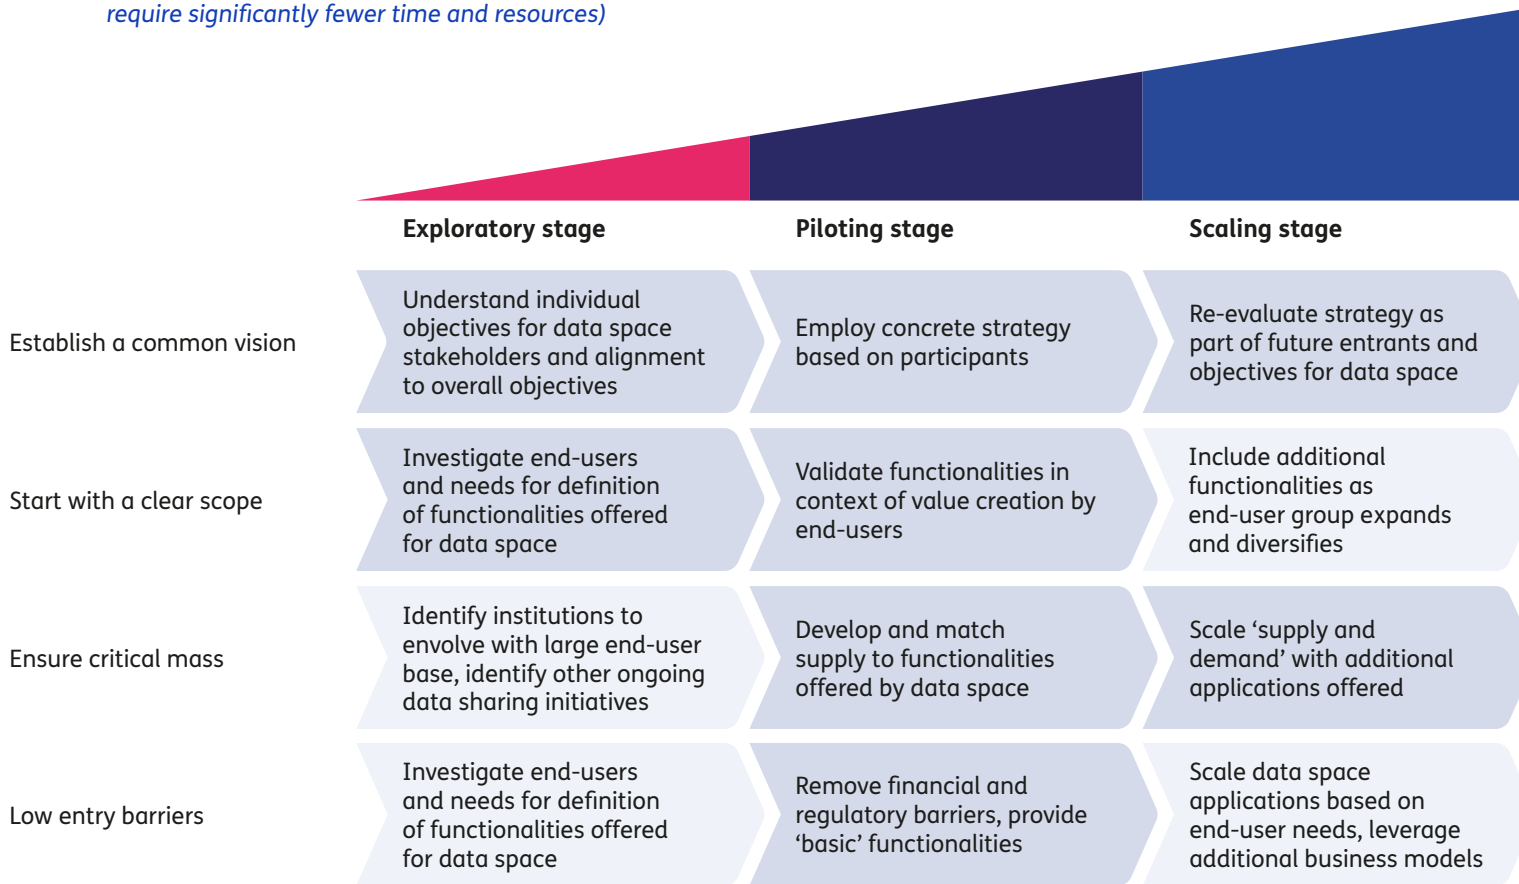 require significantly fewer time and resources)
Exploratory stage
Piloting stage
Scaling stage
Establish a common vision
Understand individual
objectives for data space
stakeholders and alignment
to overall objectives
Employ concrete strategy
based on participants
Re-evaluate strategy as
part of future entrants and
objectives for data space
Start with a clear scope
Investigate end-users
and needs for definition
of functionalities offered
for data space
Validate functionalities in
context of value creation by
end-users
Include additional
functionalities as
end-user group expands
and diversifies
Ensure critical mass
Identify institutions to
envolve with large end-user
base, identify other ongoing
data sharing initiatives
Develop and match
supply to functionalities
offered by data space
Scale ‘supply and
demand’ with additional
applications offered
Low entry barriers
Investigate end-users
and needs for definition
of functionalities offered
for data space
Remove financial and
regulatory barriers, provide
‘basic’ functionalities
Scale data space
applications based on
end-user needs, leverage
additional business models